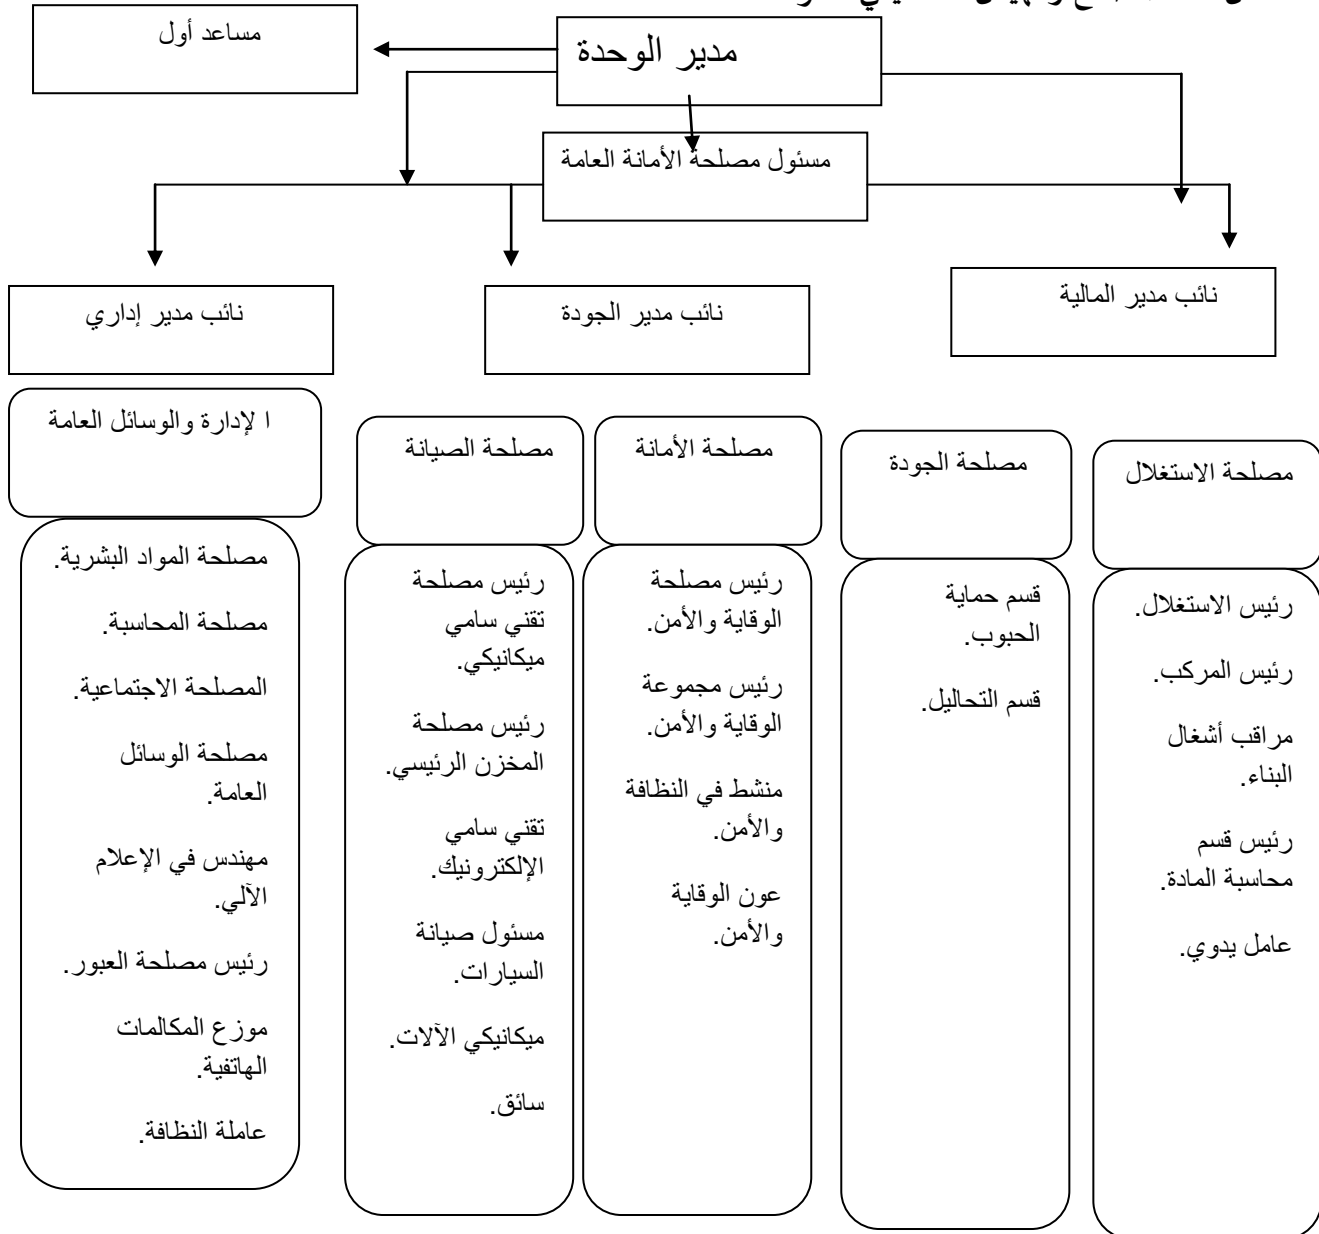 مساعد أول
مدير الوحدة
مسئول مصلحة الأمانة العامة
نائب مدير المالية
نائب مدير الجودة
نائب مدير إداري
مصلحة الاستغلال
رئيس الاستغلال.
رئيس المركب.
مراقب أشغال
البناء.
رئيس قسم
محاسبة المادة.
عامل يدوي.
مصلحة الجودة
قسم حماية
الحبوب.
قسم التحاليل.
مصلحة الأمانة
رئيس مصلحة
الوقاية والأمن.
رئيس مجموعة
الوقاية والأمن.
منشط في النظافة
والأمن.
عون الوقاية
والأمن.
مصلحة الصيانة
رئيس مصلحة
تقني سامي
ميكانيكي.
رئيس مصلحة
المخزن الرئيسي.
تقني سامي
الإلكترونيك.
مسئول صيانة
السيارات.
ميكانيكي الآلات.
سائق.
ا لإدارة والوسائل العامة
مصلحة المواد البشرية.
مصلحة المحاسبة.
المصلحة الاجتماعية.
مصلحة الوسائل
العامة.
مهندس في الإعلام
الآلي.
رئيس مصلحة العبور.
موزع المكالمات
الهاتفية.
عاملة النظافة.